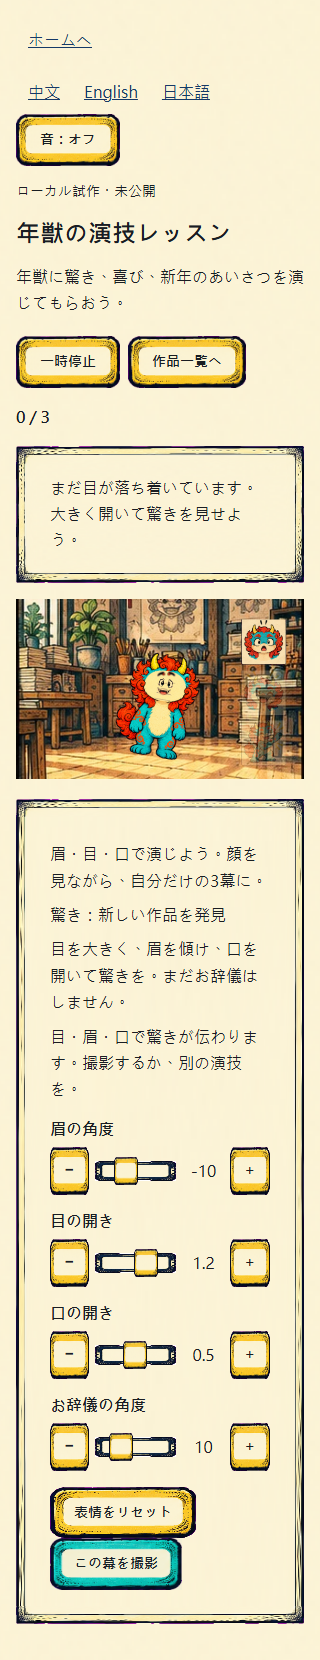 ホームへ
中文 English 日本語
音：オフ
ローカル試作・未公開
年獣の演技レッスン
年獣に驚き、喜び、新年のあいさつを演
じてもらおう。
一時停止 作品一覧へ
0 / 3
まだ目が落ち着いています。
大きく開いて驚きを見せよ
う。
眉・目・口で演じよう。顔を
見ながら、自分だけの3幕に。
驚き：新しい作品を発見
目を大きく、眉を傾け、口を
開いて驚きを。まだお辞儀は
しません。
目・眉・口で驚きが伝わりま
す。撮影するか、別の演技
を。
眉の角度
− -10 +
目の開き
− 1.2 +
口の開き
− 0.5 +
お辞儀の角度
− 10 +
表情をリセット
この幕を撮影